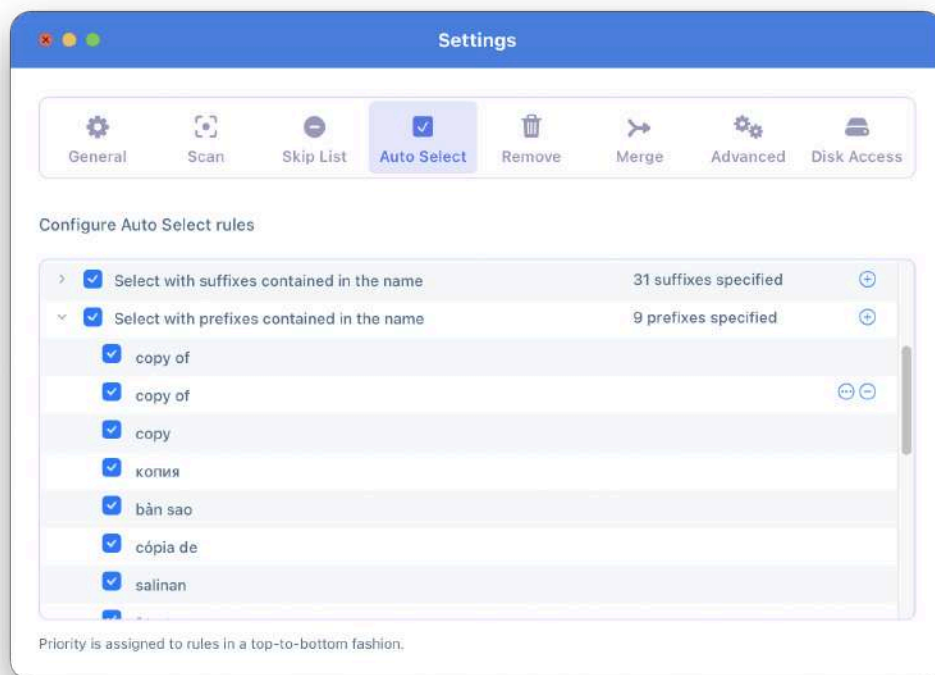 Settings
General Scan Skip List Auto Select Remove Merge Advanced Disk Access
Configure Auto Select rules
Select with suffixes contained in the name 31 suffixes specified
Select with prefixes contained in the name 9 prefixes specified
copy of
copy of
copy
копия
bản sao
cópia de
salinan
Priority is assigned to rules in a top-to-bottom fashion.